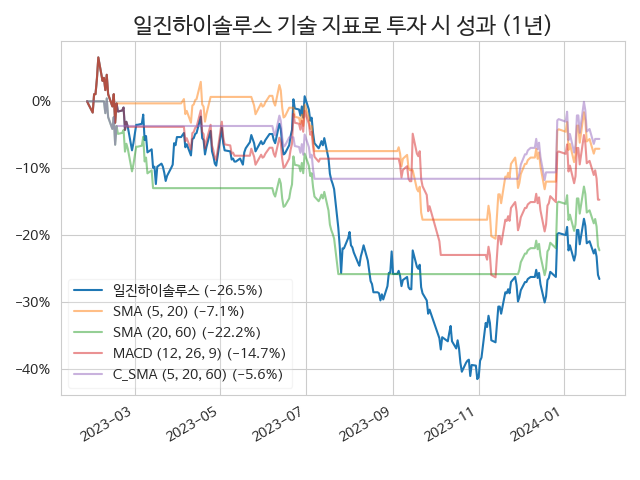 일진하이솔루스 기술 지표로 투자 시 성과 (1년)
0%
−10%
−20%
−30%
−40%
일진하이솔루스 (−26.5%)
SMA (5, 20) (−7.1%)
SMA (20, 60) (−22.2%)
MACD (12, 26, 9) (−14.7%)
C_SMA (5, 20, 60) (−5.6%)
2023−03
2023−05
2023−07
2023−09
2023−11
2024−01